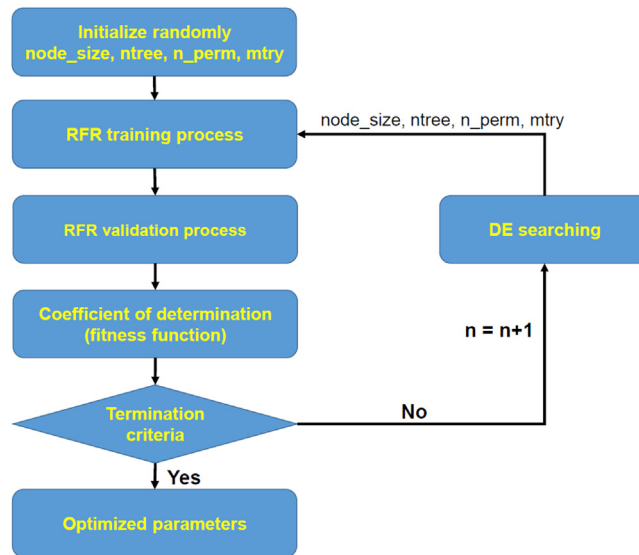 Initialize randomly
node_size, ntree, n_perm, mtry
node_size, ntree, n_perm, mtry
RFR training process
RFR validation process
DE searching
Coefficient of determination
(fitness function)
n = n+1
Termination
criteria
No
Yes
Optimized parameters